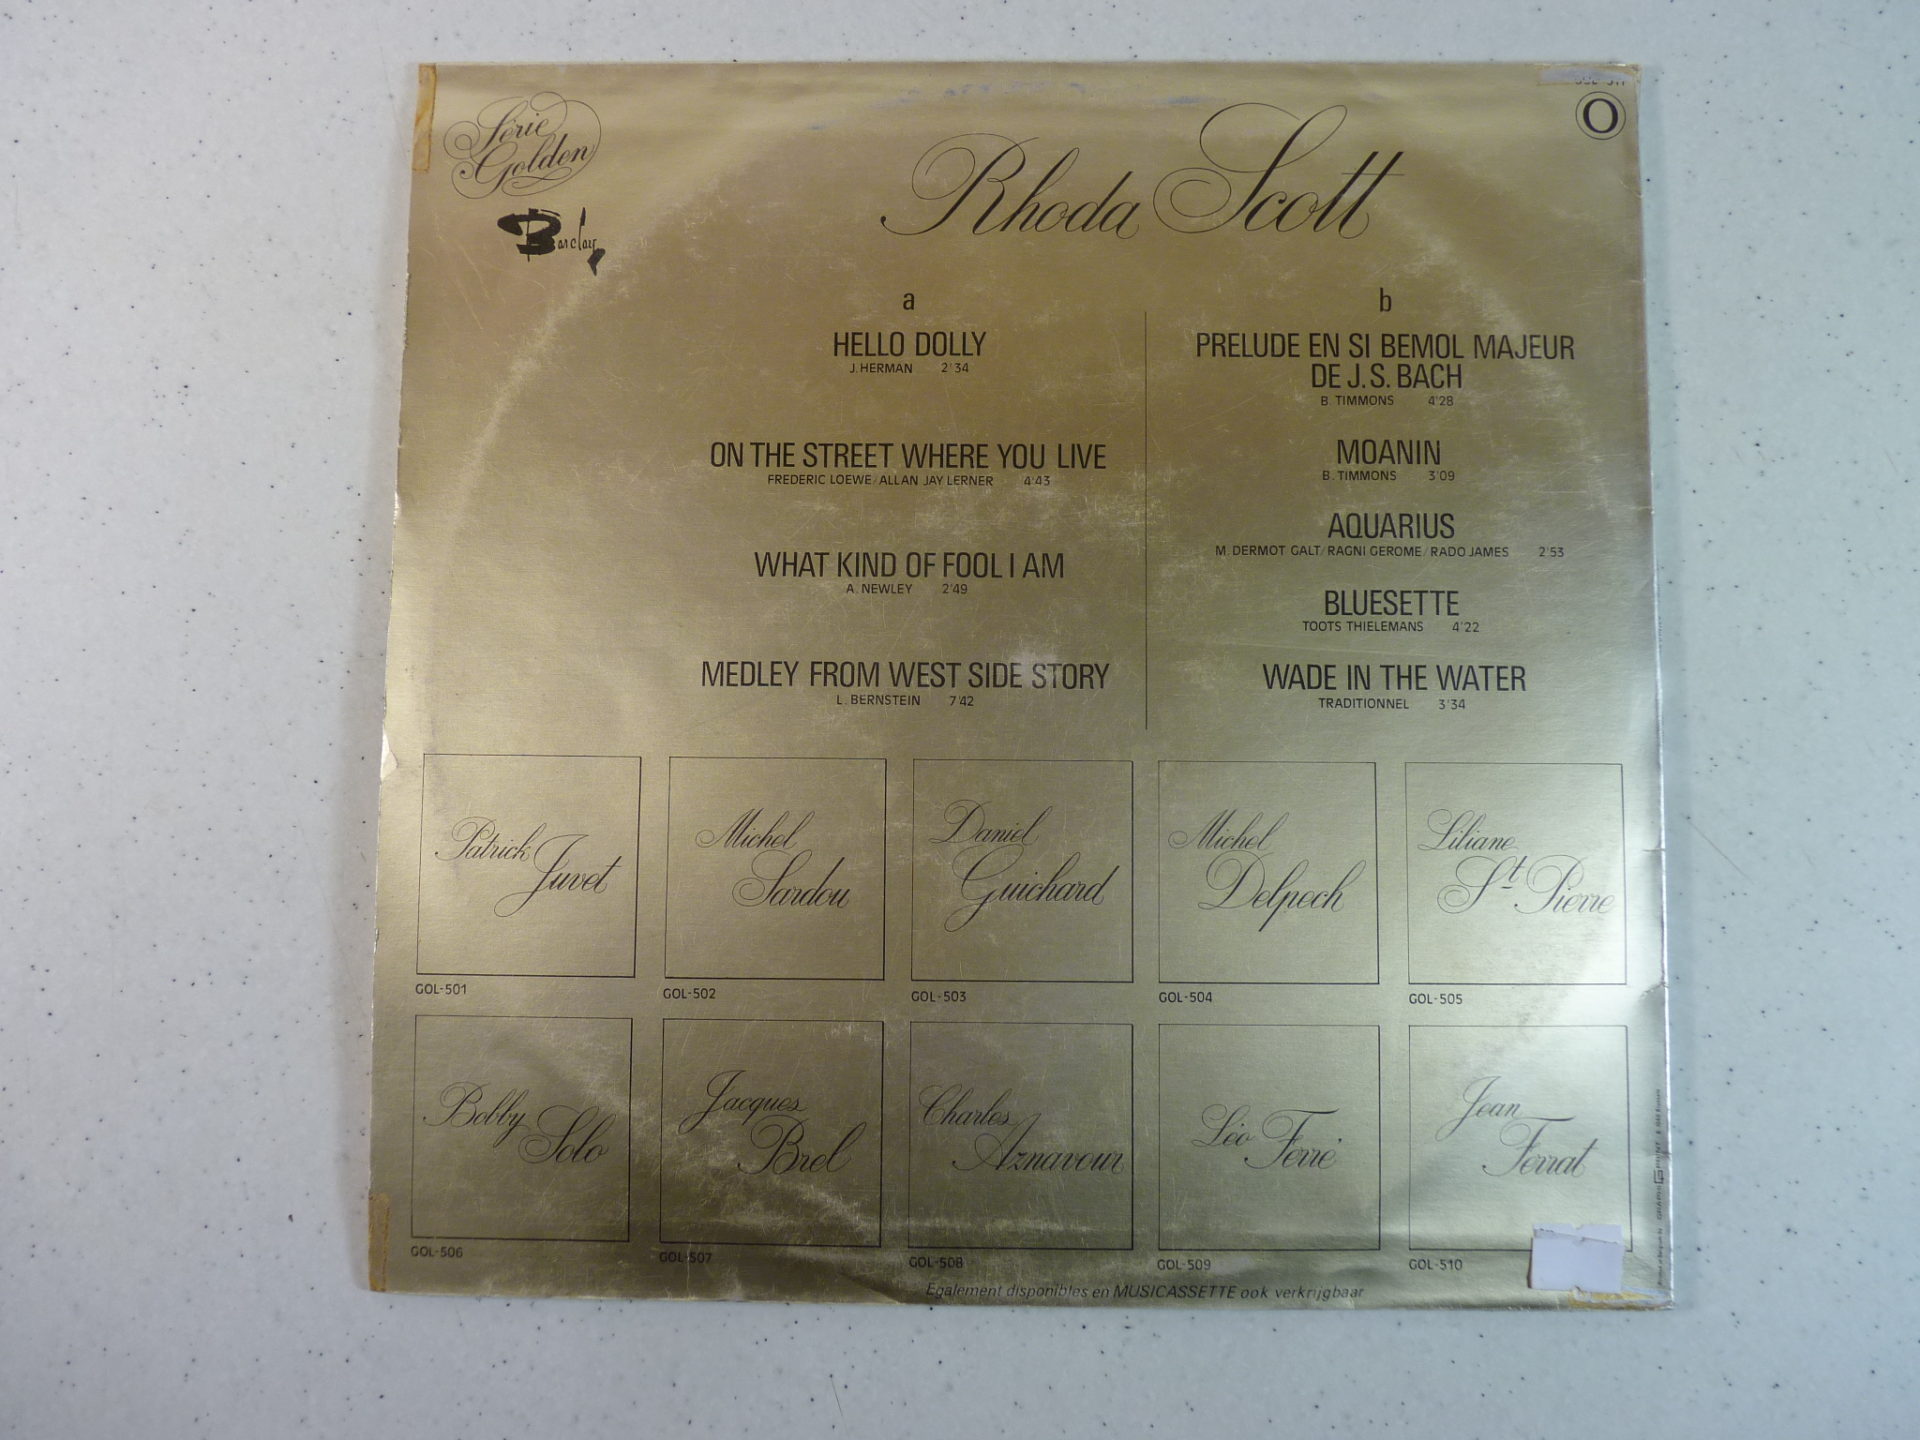 Série
Golden
Barclay
O
Rhoda Scott
a
HELLO DOLLY
J. HERMAN 2'34
ON THE STREET WHERE YOU LIVE
FREDERIC LOEWE/ALLAN JAY LERNER 4'43
WHAT KIND OF FOOL I AM
A. NEWLEY 2'49
MEDLEY FROM WEST SIDE STORY
L. BERNSTEIN 7'42
b
PRELUDE EN SI BEMOL MAJEUR
DE J.S. BACH
B. TIMMONS 4'28
MOANIN
B. TIMMONS 3'09
AQUARIUS
M. DERMOT GALT/RAGNI GEROME/RADO JAMES 2'53
BLUESETTE
TOOTS THIELEMANS 4'22
WADE IN THE WATER
TRADITIONNEL 3'34
Patrick
Juvet
GOL-501
Michel
Sardou
GOL-502
Daniel
Guichard
GOL-503
Michel
Delpech
GOL-504
Liliane
St Pierre
GOL-505
Bobby
Solo
GOL-506
Jacques
Brel
GOL-507
Charles
Aznavour
GOL-508
Léo Ferré
GOL-509
Jean
Ferrat
GOL-510
Egalement disponibles en MUSICASSETTE ook verkrijgbaar